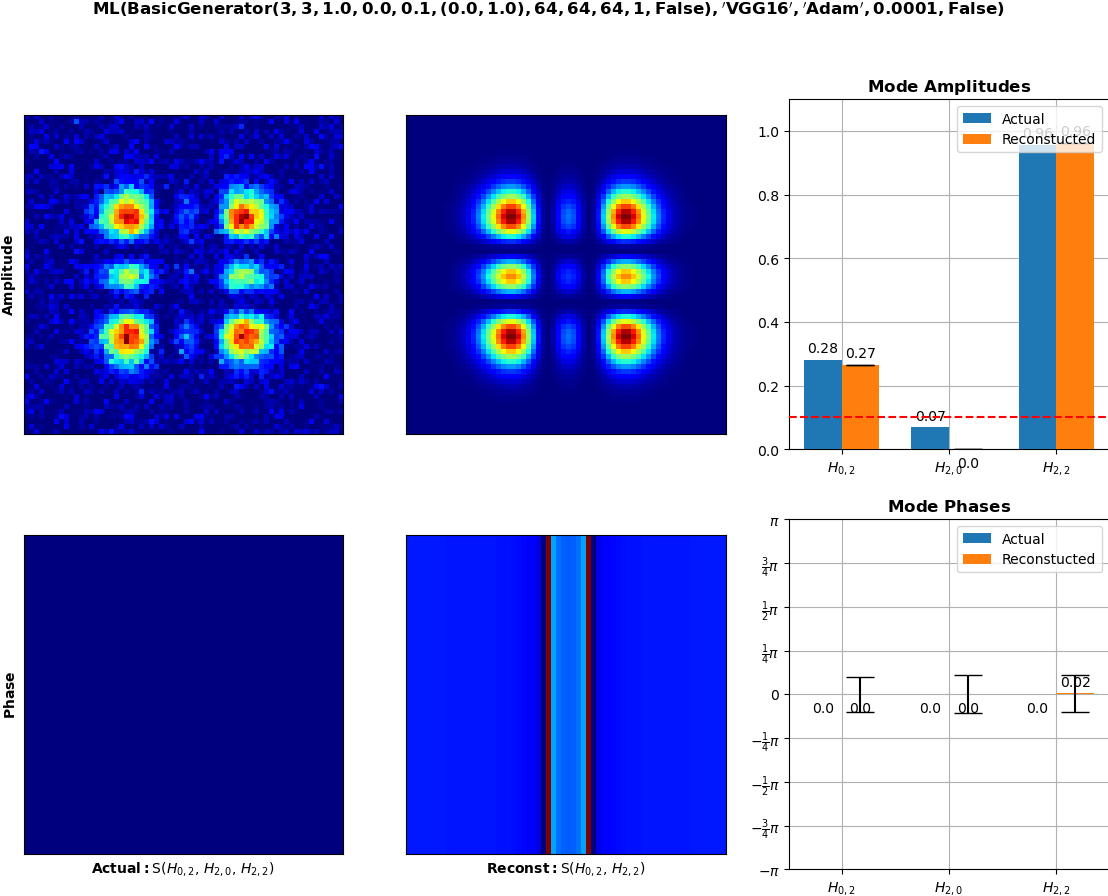 ML(BasicGenerator(3, 3, 1.0, 0.0, 0.1, (0.0, 1.0), 64, 64, 64, 1, False), 'VGG16', 'Adam', 0.0001, False)
Amplitude
Mode Amplitudes
Actual
Reconstucted
1.0
0.8
0.6
0.4
0.2
0.0
0.28
0.27
0.07
0.0
0.96
0.96
H0, 2
H2, 0
H2, 2
Phase
Actual: S(H0, 2, H2, 0, H2, 2)
Reconst: S(H0, 2, H2, 2)
Mode Phases
Actual
Reconstucted
π
3/4π
1/2π
1/4π
0
−1/4π
−1/2π
−3/4π
−π
0.0
0.0
0.0
0.0
0.0
0.02
H0, 2
H2, 0
H2, 2